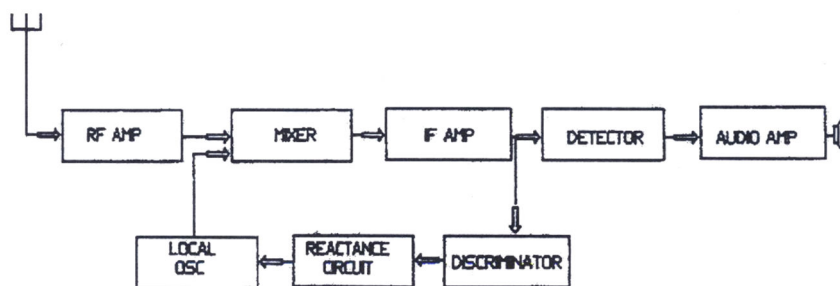 RF AMP
MIXER
IF AMP
DETECTOR
AUDIO AMP
LOCAL
OSC
REACTANCE
CIRCUIT
DISCRIMINATOR